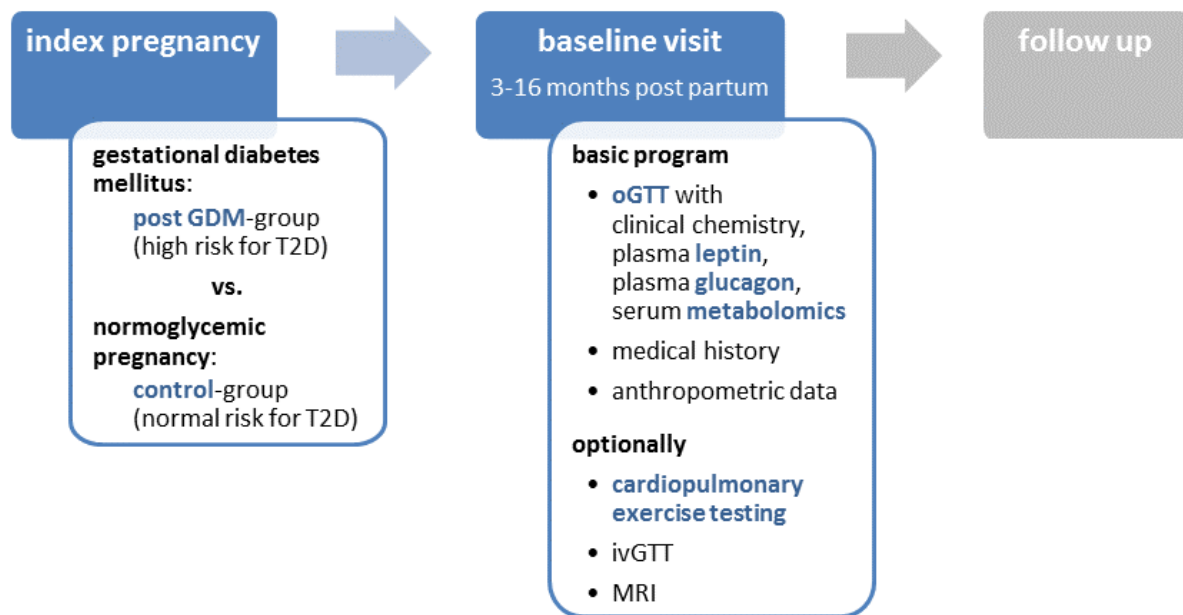 index pregnancy
gestational diabetes
mellitus:
post GDM-group
(high risk for T2D)
vs.
normoglycemic
pregnancy:
control-group
(normal risk for T2D)
baseline visit
3-16 months post partum
basic program
• oGTT with
clinical chemistry,
plasma leptin,
plasma glucagon,
serum metabolomics
• medical history
• anthropometric data
optionally
• cardiopulmonary
exercise testing
• ivGTT
• MRI
follow up